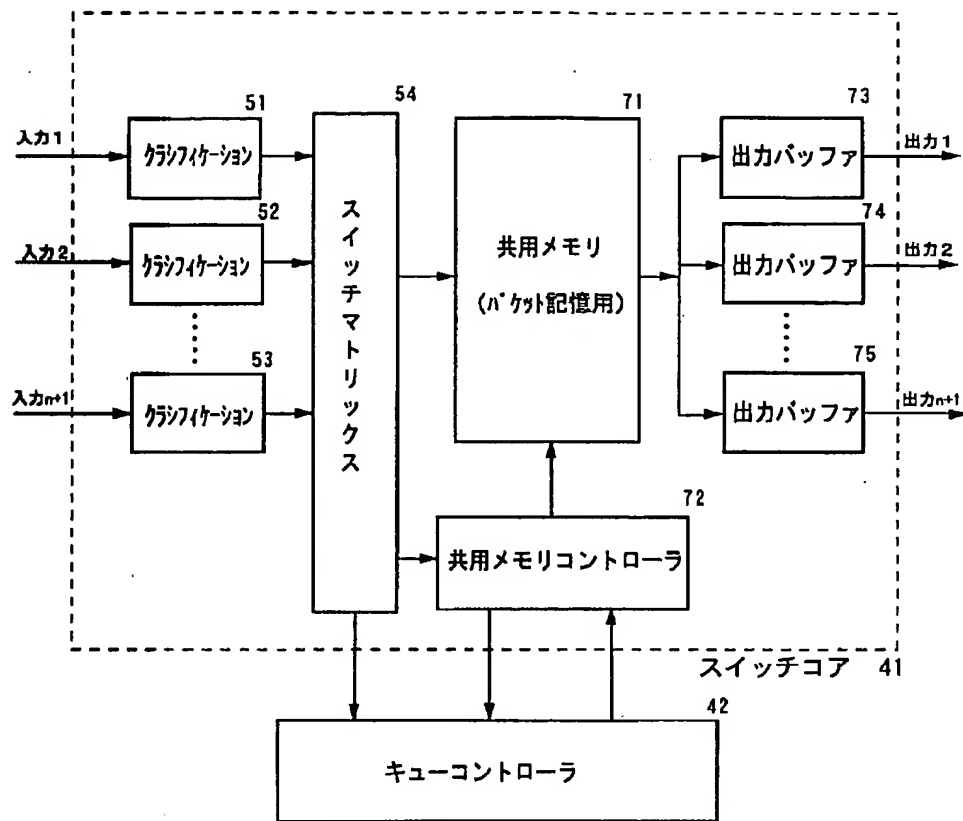 51
54
71
73
入力1
クラシフィケーション
出力バッファ
出力1
52
74
入力2
クラシフィケーション
スイッチマトリックス
共用メモリ
(パケット記憶用)
出力バッファ
出力2
53
75
入力n+1
クラシフィケーション
出力バッファ
出力n+1
72
共用メモリコントローラ
スイッチコア 41
42
キューコントローラ